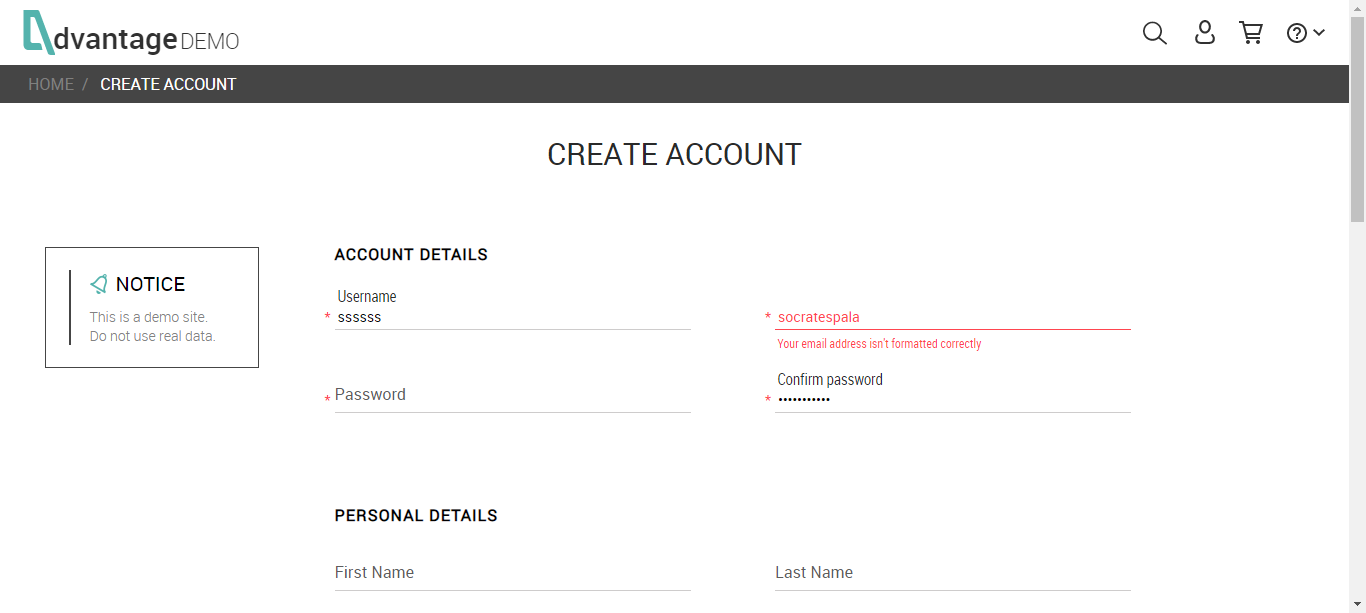 dvantage DEMO
HOME / CREATE ACCOUNT
CREATE ACCOUNT
NOTICE
This is a demo site.
Do not use real data.
ACCOUNT DETAILS
Username
* ssssss
* socratespala
Your email address isn't formatted correctly
* Password
Confirm password
* •••••••••••
PERSONAL DETAILS
First Name
Last Name